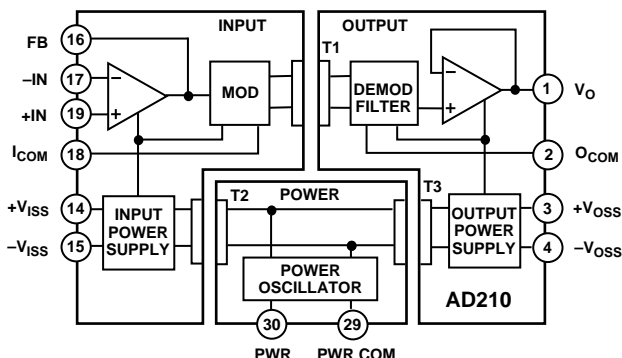 INPUT
OUTPUT
FB 16
–IN 17
+IN 19
ICOM 18
MOD
T1
DEMOD
FILTER
1 VO
2 OCOM
+VISS 14
–VISS 15
INPUT
POWER
SUPPLY
T2
POWER
POWER
OSCILLATOR
T3
OUTPUT
POWER
SUPPLY
3 +VOSS
4 –VOSS
AD210
30
29
PWR
PWR COM